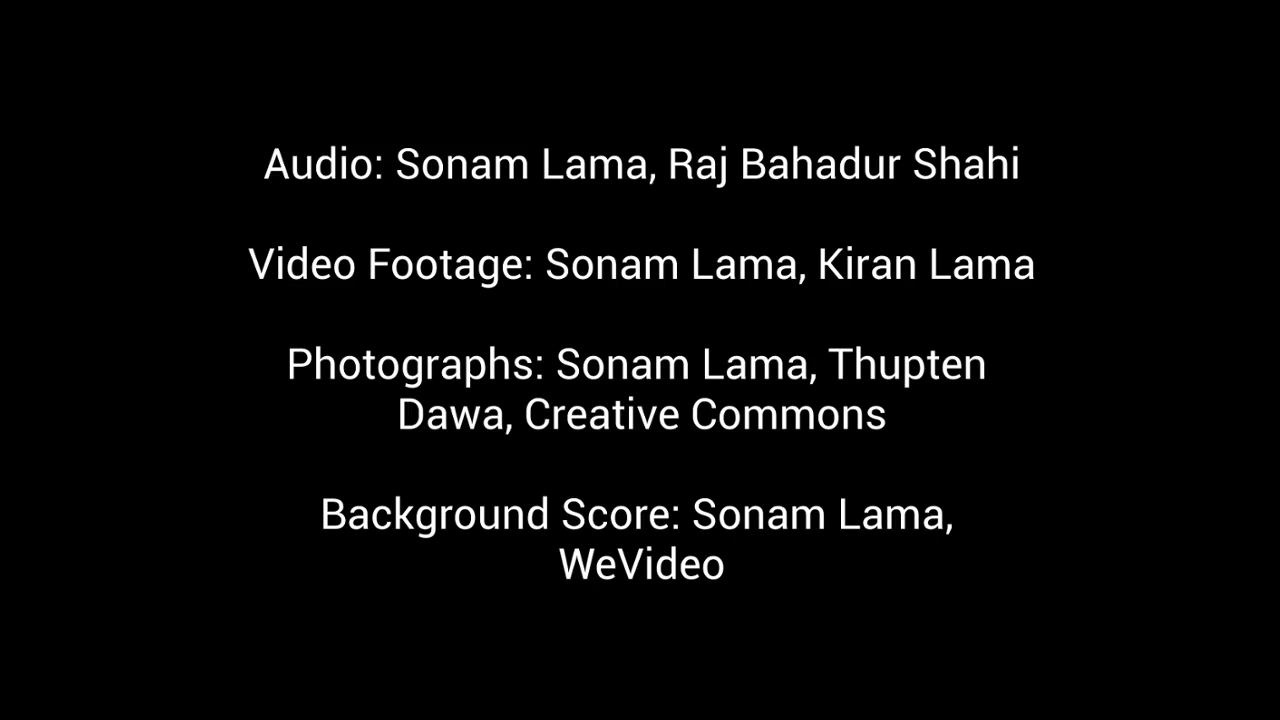 Audio: Sonam Lama, Raj Bahadur Shahi
Video Footage: Sonam Lama, Kiran Lama
Photographs: Sonam Lama, Thupten
Dawa, Creative Commons
Background Score: Sonam Lama,
WeVideo